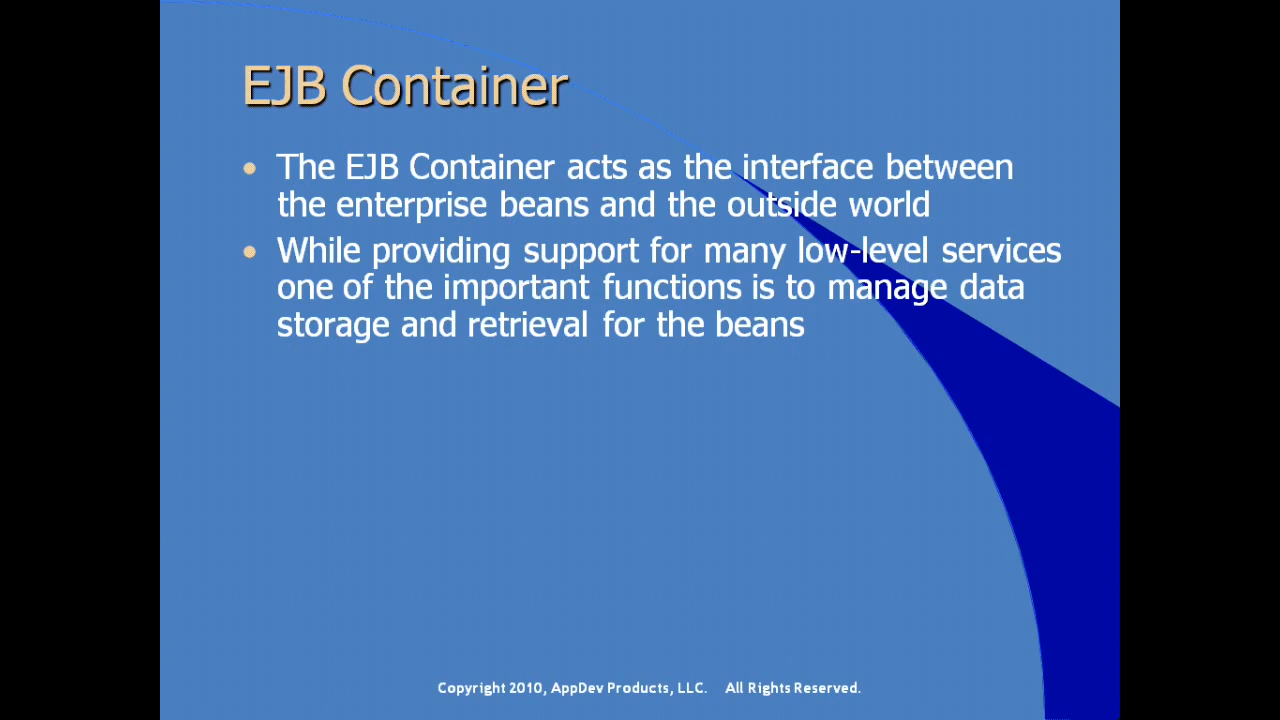 EJB Container
• The EJB Container acts as the interface between
the enterprise beans and the outside world
• While providing support for many low-level services
one of the important functions is to manage data
storage and retrieval for the beans
Copyright 2010, AppDev Products, LLC. All Rights Reserved.